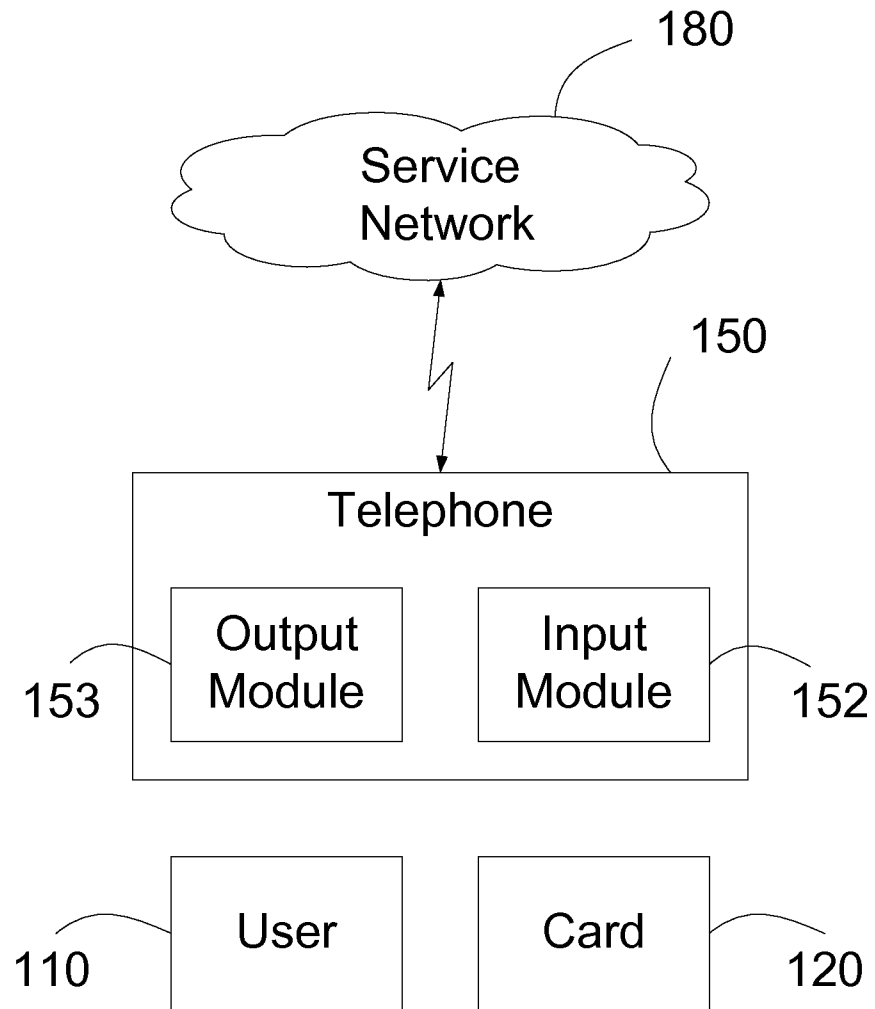 180
Service
Network
150
Telephone
Output
Module
Input
Module
153
152
User
Card
110
120